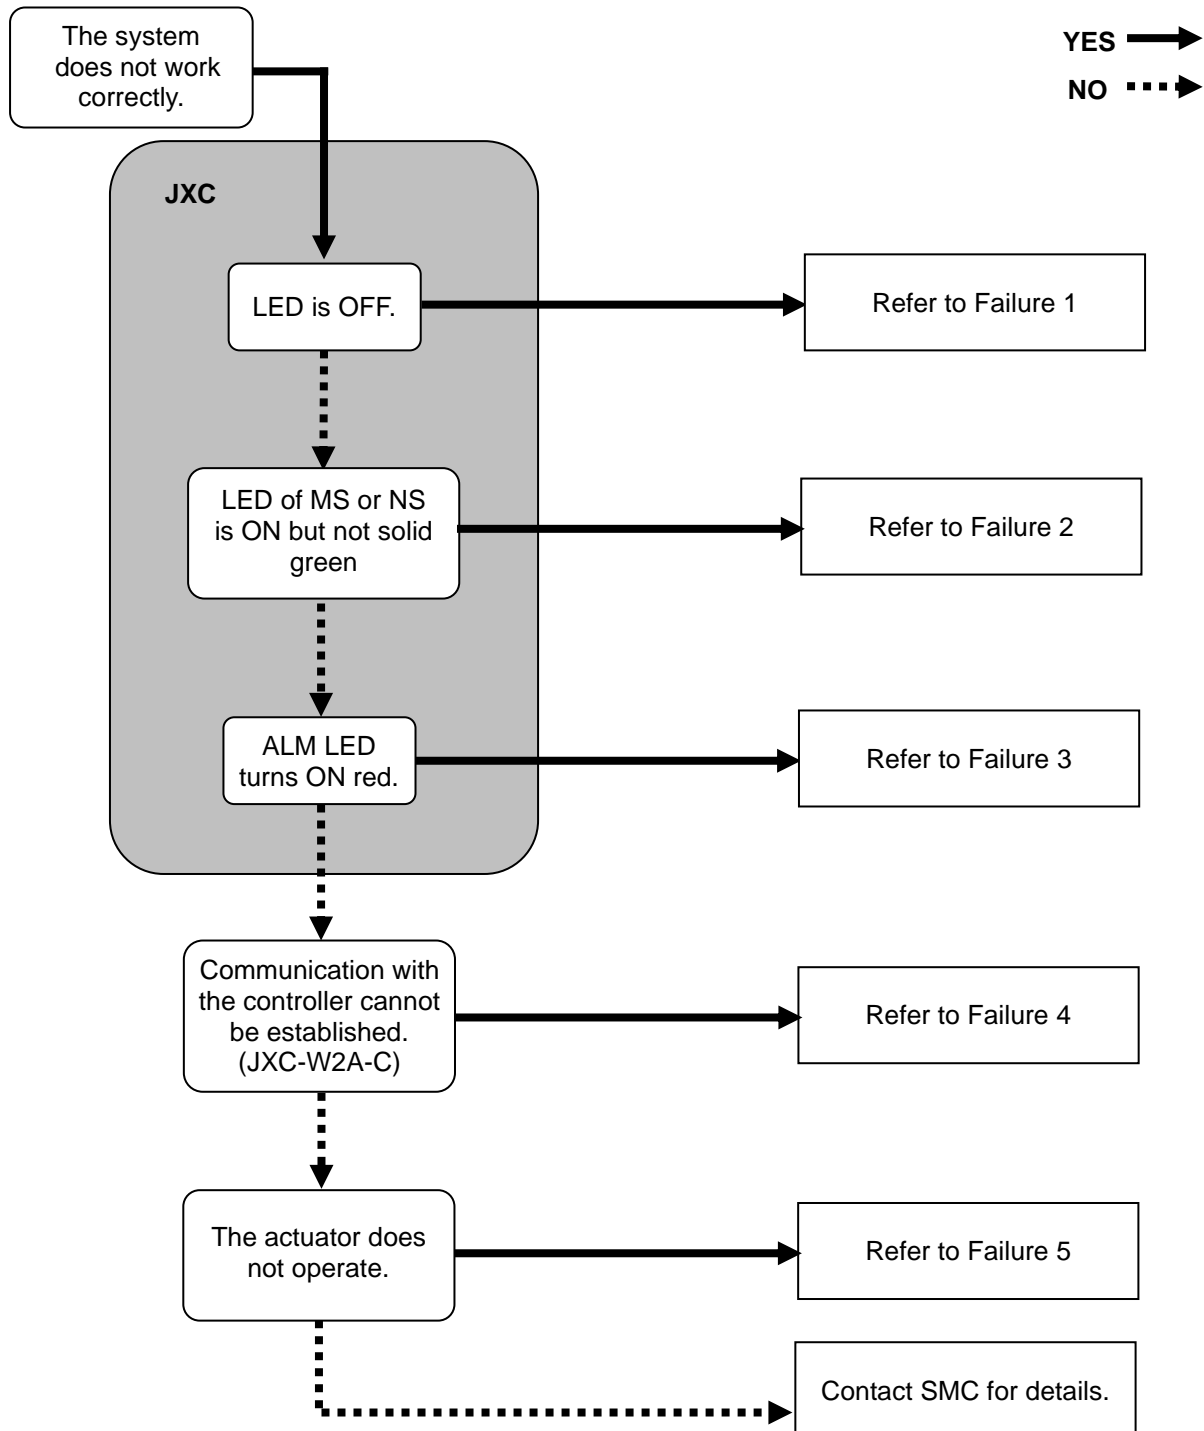 The system
does not work
correctly.
YES
NO
JXC
LED is OFF.
Refer to Failure 1
LED of MS or NS
is ON but not solid
green
Refer to Failure 2
ALM LED
turns ON red.
Refer to Failure 3
Communication with
the controller cannot
be established.
(JXC-W2A-C)
Refer to Failure 4
The actuator does
not operate.
Refer to Failure 5
Contact SMC for details.